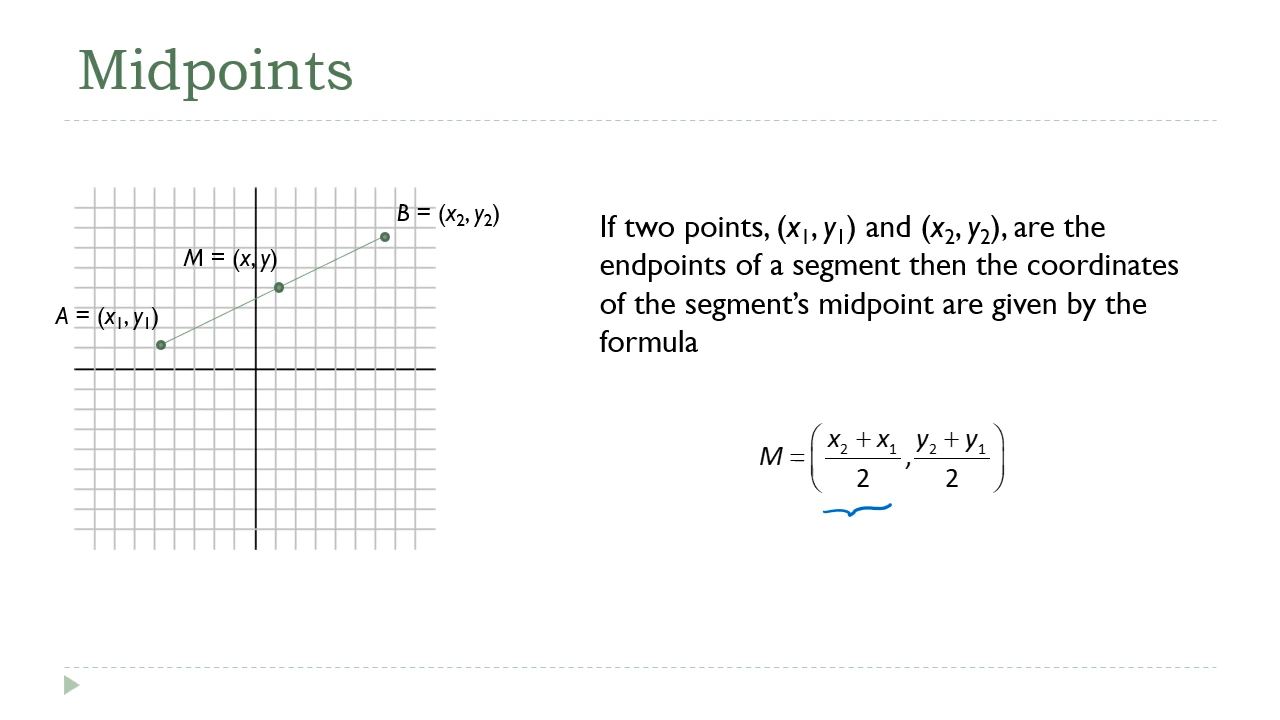 Midpoints
B = (x₂, y₂)
M = (x, y)
A = (x₁, y₁)
If two points, (x₁, y₁) and (x₂, y₂), are the
endpoints of a segment then the coordinates
of the segment’s midpoint are given by the
formula
M = ( (x₂ + x₁)/2 , (y₂ + y₁)/2 )